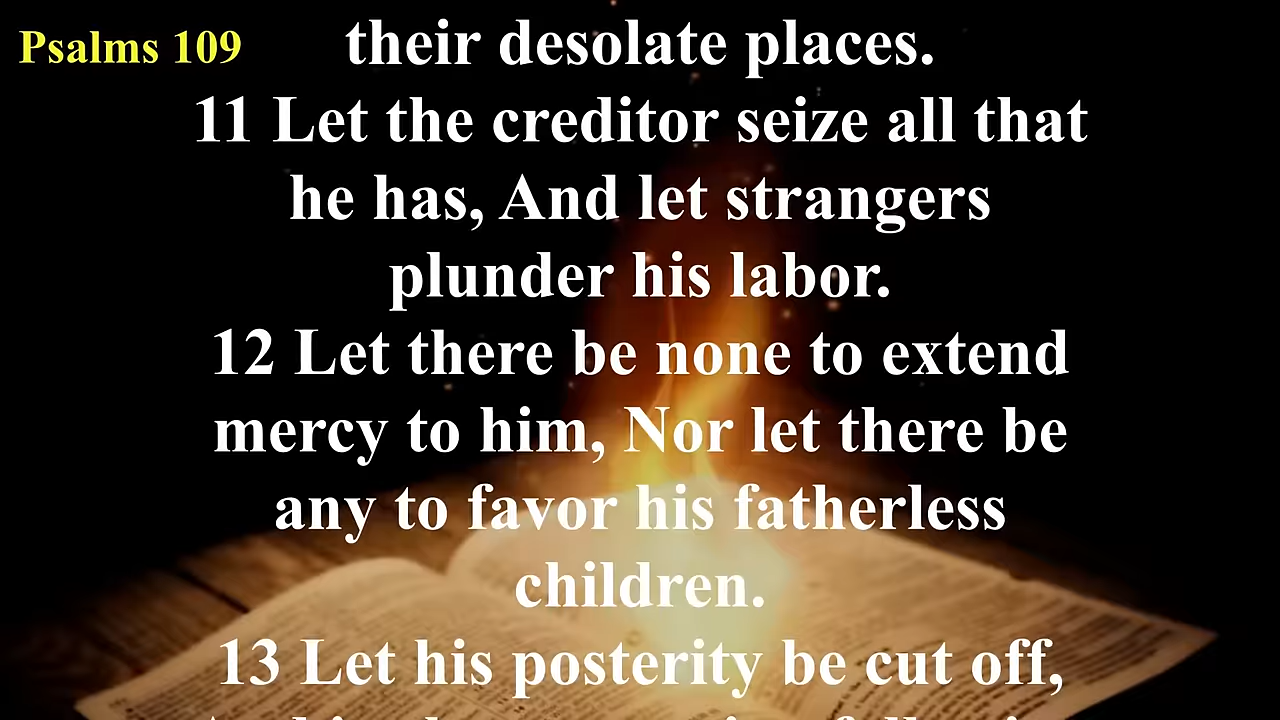 Psalms 109
their desolate places.
11 Let the creditor seize all that
he has, And let strangers
plunder his labor.
12 Let there be none to extend
mercy to him, Nor let there be
any to favor his fatherless
children.
13 Let his posterity be cut off,